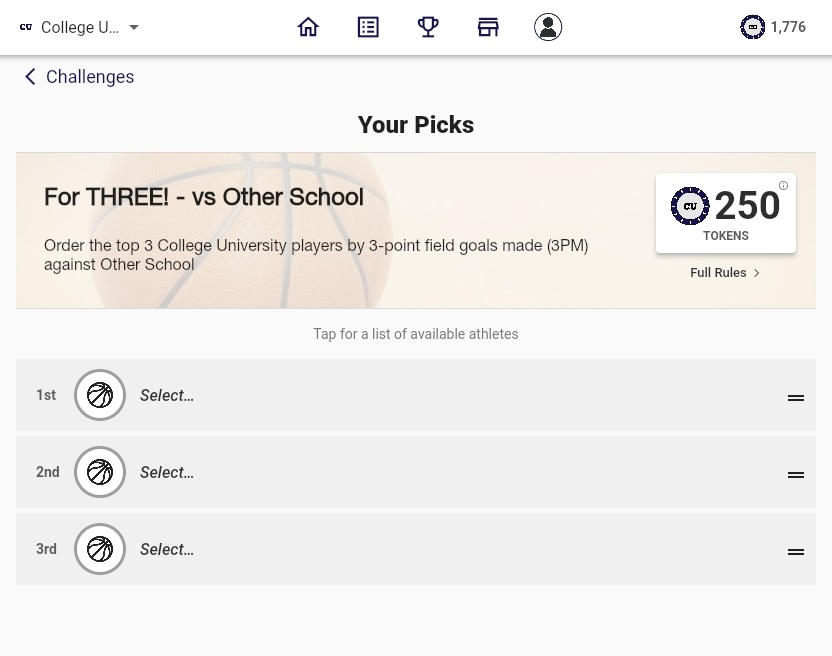 CU College U... 1,776
Challenges
Your Picks
For THREE! - vs Other School
Order the top 3 College University players by 3-point field goals made (3PM)
against Other School
CU 250
TOKENS
Full Rules
Tap for a list of available athletes
1st Select...
2nd Select...
3rd Select...